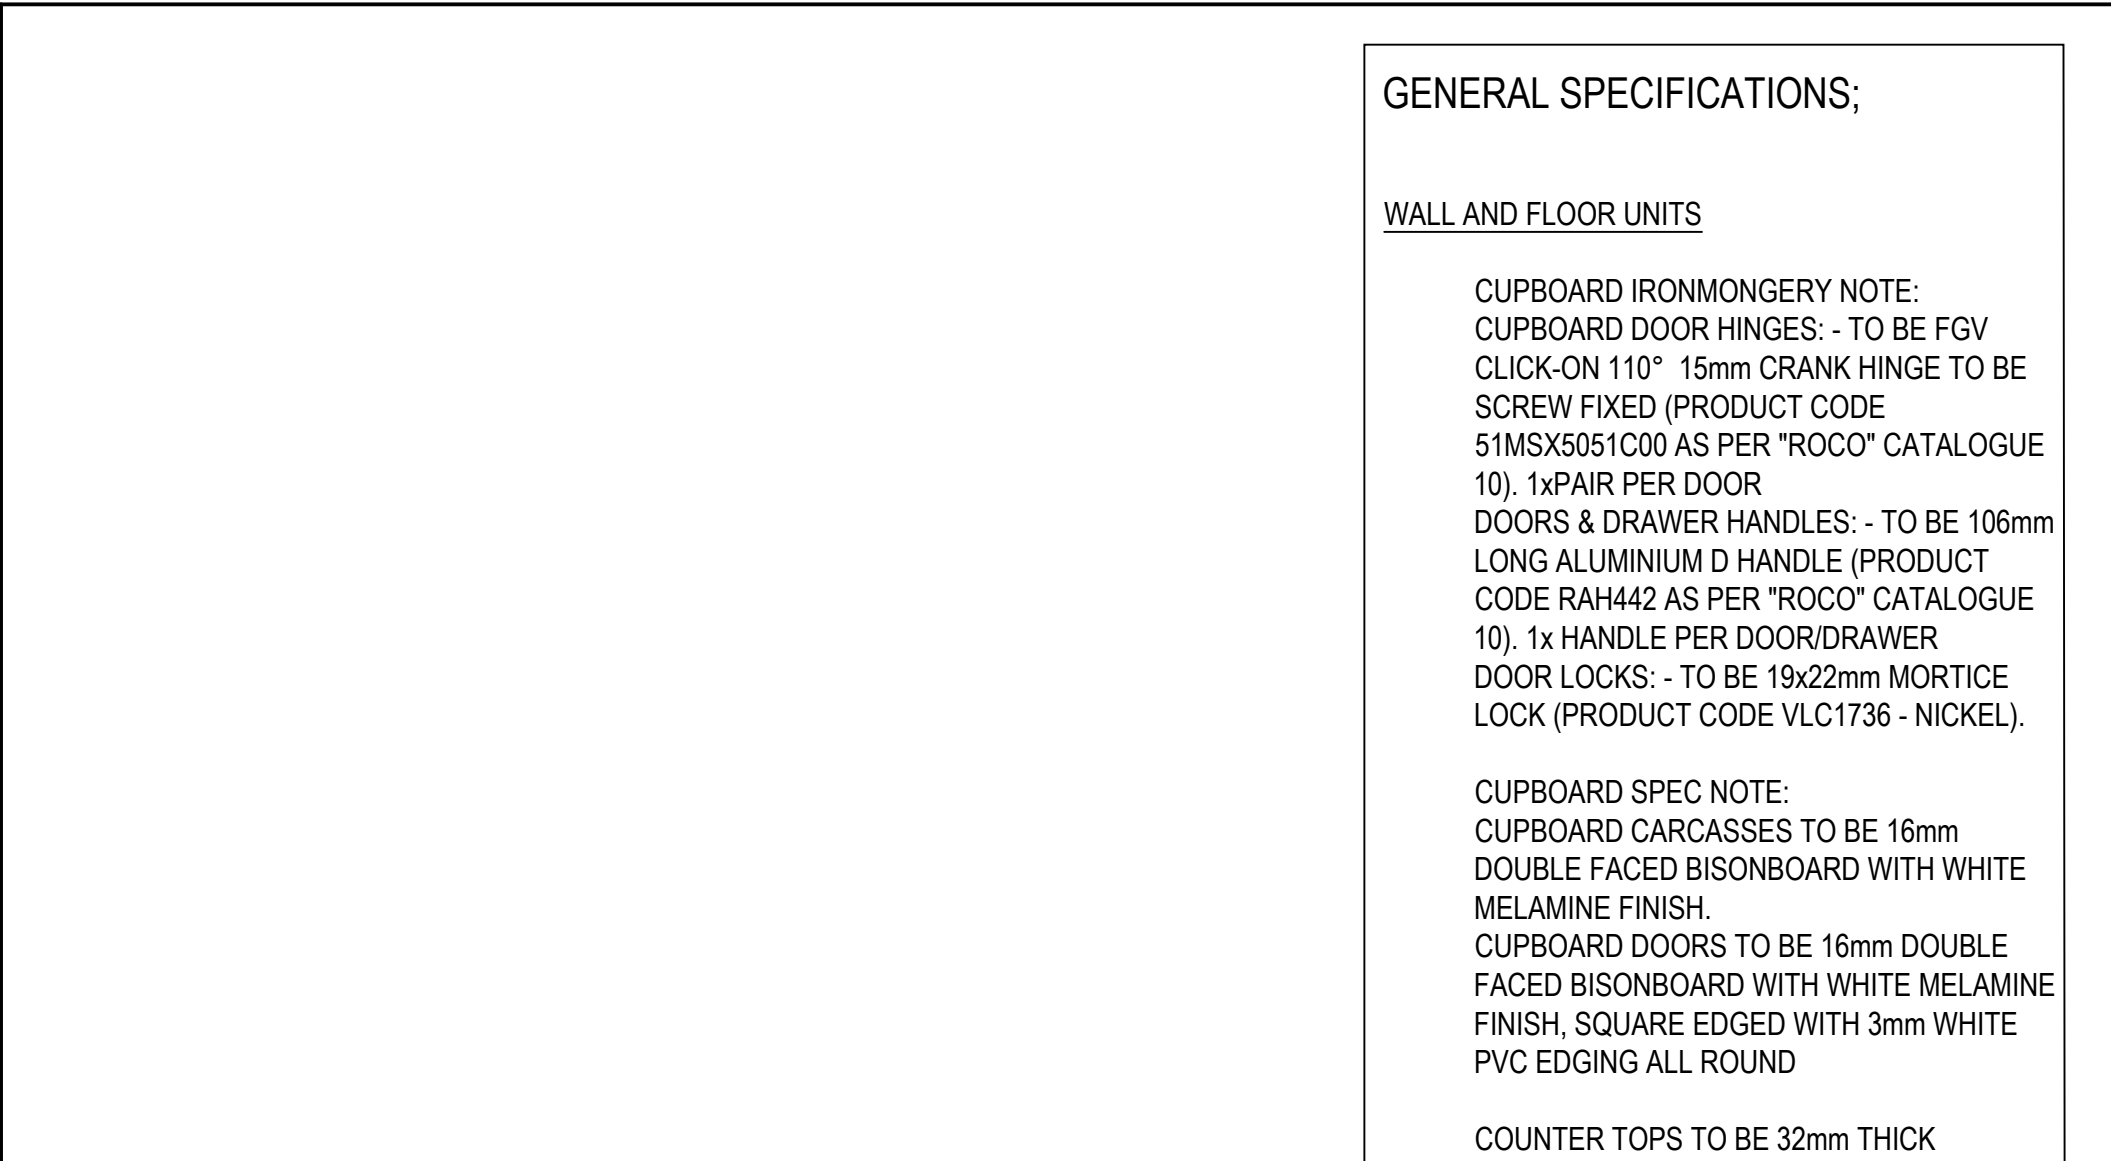 GENERAL SPECIFICATIONS;
WALL AND FLOOR UNITS
CUPBOARD IRONMONGERY NOTE:
CUPBOARD DOOR HINGES: - TO BE FGV
CLICK-ON 110° 15mm CRANK HINGE TO BE
SCREW FIXED (PRODUCT CODE
51MSX5051C00 AS PER "ROCO" CATALOGUE
10). 1xPAIR PER DOOR
DOORS & DRAWER HANDLES: - TO BE 106mm
LONG ALUMINIUM D HANDLE (PRODUCT
CODE RAH442 AS PER "ROCO" CATALOGUE
10). 1x HANDLE PER DOOR/DRAWER
DOOR LOCKS: - TO BE 19x22mm MORTICE
LOCK (PRODUCT CODE VLC1736 - NICKEL).
CUPBOARD SPEC NOTE:
CUPBOARD CARCASSES TO BE 16mm
DOUBLE FACED BISONBOARD WITH WHITE
MELAMINE FINISH.
CUPBOARD DOORS TO BE 16mm DOUBLE
FACED BISONBOARD WITH WHITE MELAMINE
FINISH, SQUARE EDGED WITH 3mm WHITE
PVC EDGING ALL ROUND
COUNTER TOPS TO BE 32mm THICK